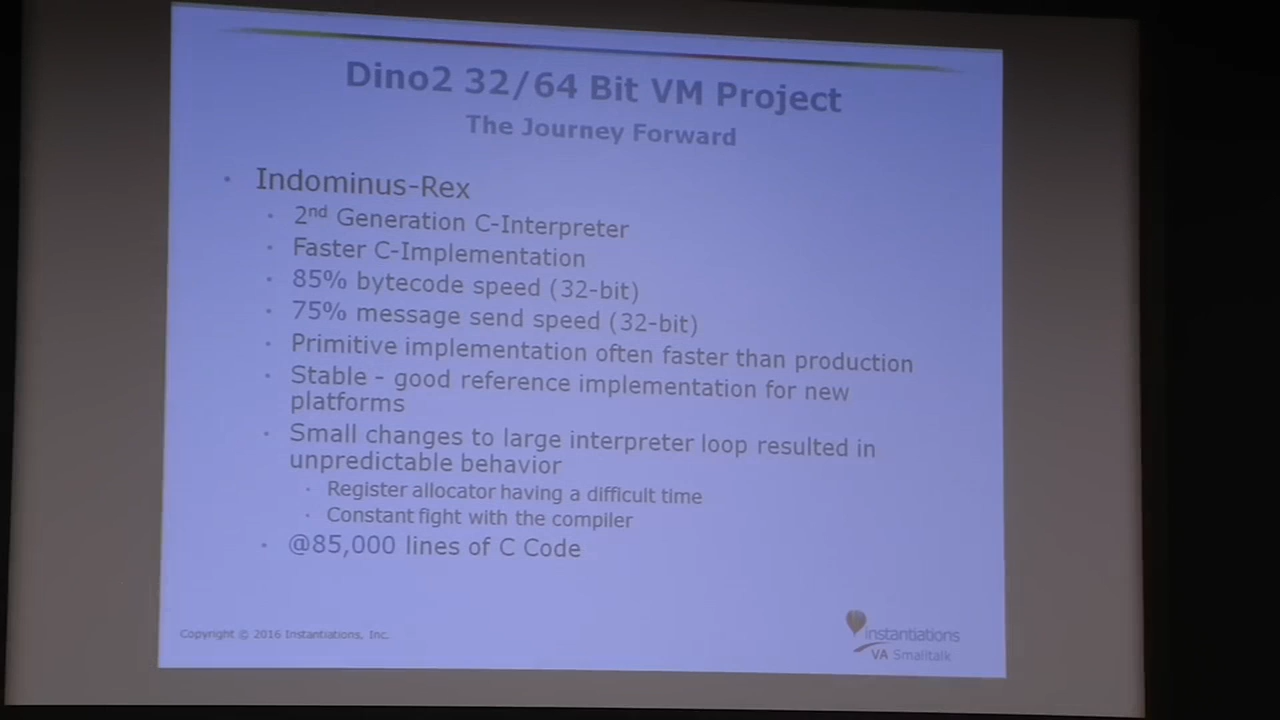 Dino2 32/64 Bit VM Project
The Journey Forward
• Indominus-Rex
• 2nd Generation C-Interpreter
• Faster C-Implementation
• 85% bytecode speed (32-bit)
• 75% message send speed (32-bit)
• Primitive implementation often faster than production
• Stable - good reference implementation for new
platforms
• Small changes to large interpreter loop resulted in
unpredictable behavior
• Register allocator having a difficult time
• Constant fight with the compiler
• @85,000 lines of C Code
Copyright © 2016 Instantiations, Inc.
instantiations
VA Smalltalk